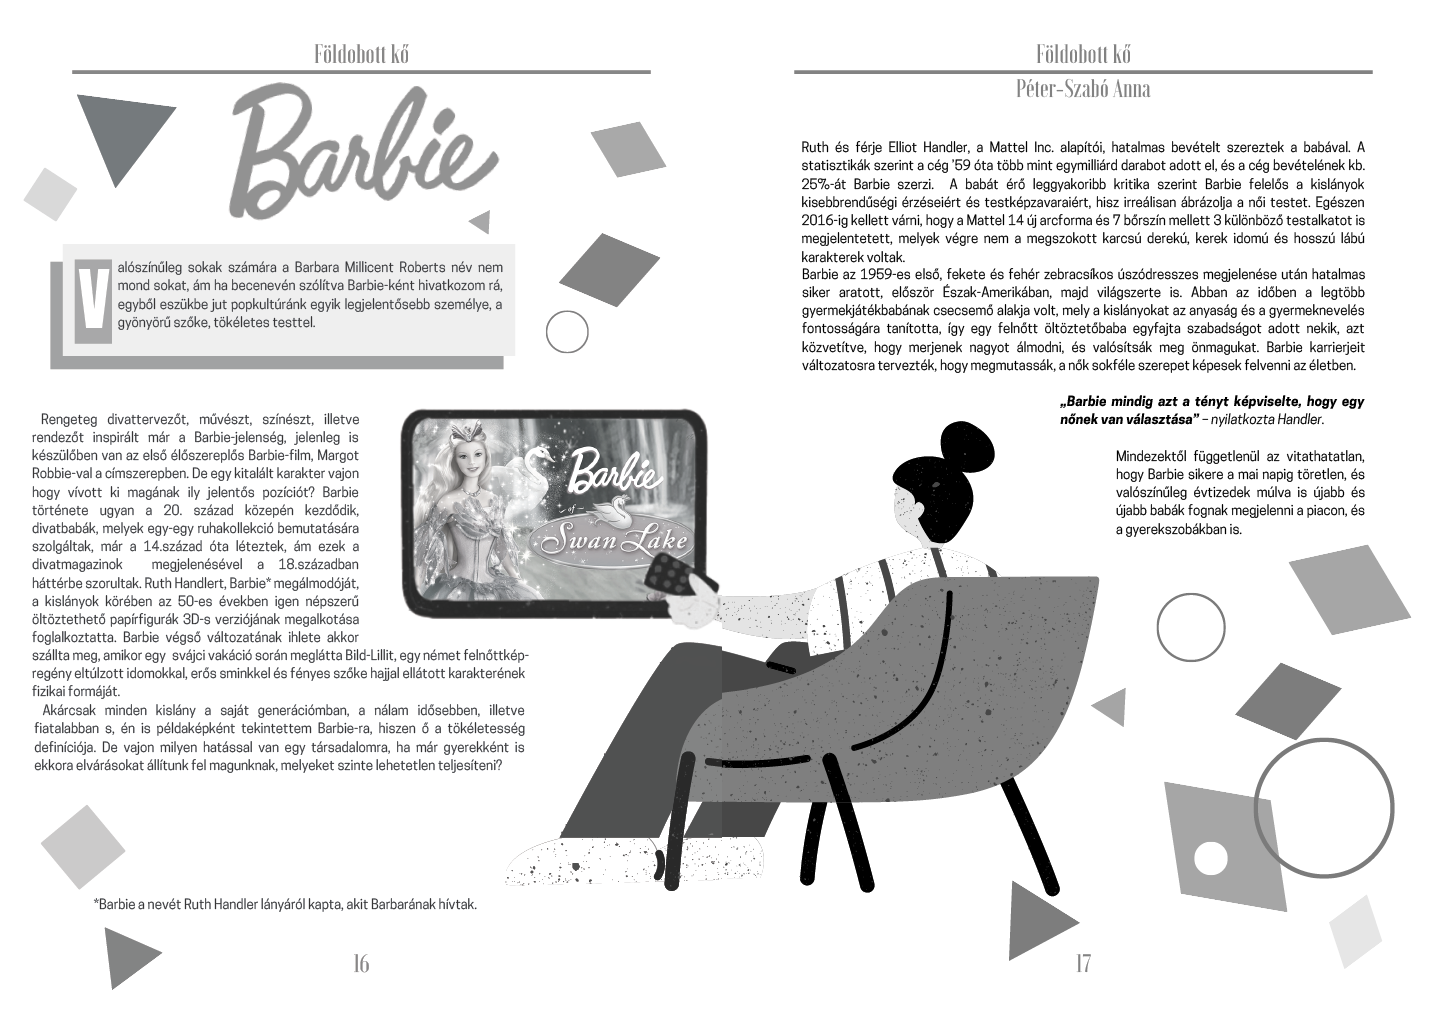 Földobott kő
Barbie
Valószínűleg sokak számára a Barbara Millicent Roberts név nem
mond sokat, ám ha becenevén szólítva Barbie-ként hivatkozom rá,
egyből eszükbe jut popkultúránk egyik legjelentősebb személye, a
gyönyörű szőke, tökéletes testtel.
Rengeteg divattervezőt, művészt, színészt, illetve
rendezőt inspirált már a Barbie-jelenség, jelenleg is
készülőben van az első élőszereplős Barbie-film, Margot
Robbie-val a címszerepben. De egy kitalált karakter vajon
hogy vívott ki magának ily jelentős pozíciót? Barbie
története ugyan a 20. század közepén kezdődik,
divatbabák, melyek egy-egy ruhakollekció bemutatására
szolgáltak, már a 14.század óta léteztek, ám ezek a
divatmagazinok megjelenésével a 18.században
háttérbe szorultak. Ruth Handlert, Barbie* megálmodóját,
a kislányok körében az 50-es években igen népszerű
öltöztethető papírfigurák 3D-s verziójának megalkotása
foglalkoztatta. Barbie végső változatának ihlete akkor
szállta meg, amikor egy svájci vakáció során meglátta Bild-Lillit, egy német felnőttkép-
regény eltúlzott idomokkal, erős sminkkel és fényes szőke hajjal ellátott karakterének
fizikai formáját.
Akárcsak minden kislány a saját generációmban, a nálam idősebben, illetve
fiatalabban s, én is példaképként tekintettem Barbie-ra, hiszen ő a tökéletesség
definíciója. De vajon milyen hatással van egy társadalomra, ha már gyerekként is
ekkora elvárásokat állítunk fel magunknak, melyeket szinte lehetetlen teljesíteni?
Barbie
of
Swan Lake
*Barbie a nevét Ruth Handler lányáról kapta, akit Barbarának hívtak.
16
Földobott kő
Péter-Szabó Anna
Ruth és férje Elliot Handler, a Mattel Inc. alapítói, hatalmas bevételt szereztek a babával. A
statisztikák szerint a cég '59 óta több mint egymilliárd darabot adott el, és a cég bevételének kb.
25%-át Barbie szerzi. A babát érő leggyakoribb kritika szerint Barbie felelős a kislányok
kisebbrendűségi érzéseiért és testképzavaraiért, hisz irreálisan ábrázolja a női testet. Egészen
2016-ig kellett várni, hogy a Mattel 14 új arcforma és 7 bőrszín mellett 3 különböző testalkatot is
megjelentetett, melyek végre nem a megszokott karcsú derekú, kerek idomú és hosszú lábú
karakterek voltak.
Barbie az 1959-es első, fekete és fehér zebracsíkos úszódresszes megjelenése után hatalmas
siker aratott, először Észak-Amerikában, majd világszerte is. Abban az időben a legtöbb
gyermekjátékbabának csecsemő alakja volt, mely a kislányokat az anyaság és a gyermeknevelés
fontosságára tanította, így egy felnőtt öltöztetőbaba egyfajta szabadságot adott nekik, azt
közvetítve, hogy merjenek nagyot álmodni, és valósítsák meg önmagukat. Barbie karrierjeit
változatosra tervezték, hogy megmutassák, a nők sokféle szerepet képesek felvenni az életben.
„Barbie mindig azt a tényt képviselte, hogy egy
nőnek van választása” – nyilatkozta Handler.
Mindezektől függetlenül az vitathatatlan,
hogy Barbie sikere a mai napig töretlen, és
valószínűleg évtizedek múlva is újabb és
újabb babák fognak megjelenni a piacon, és
a gyerekszobákban is.
17